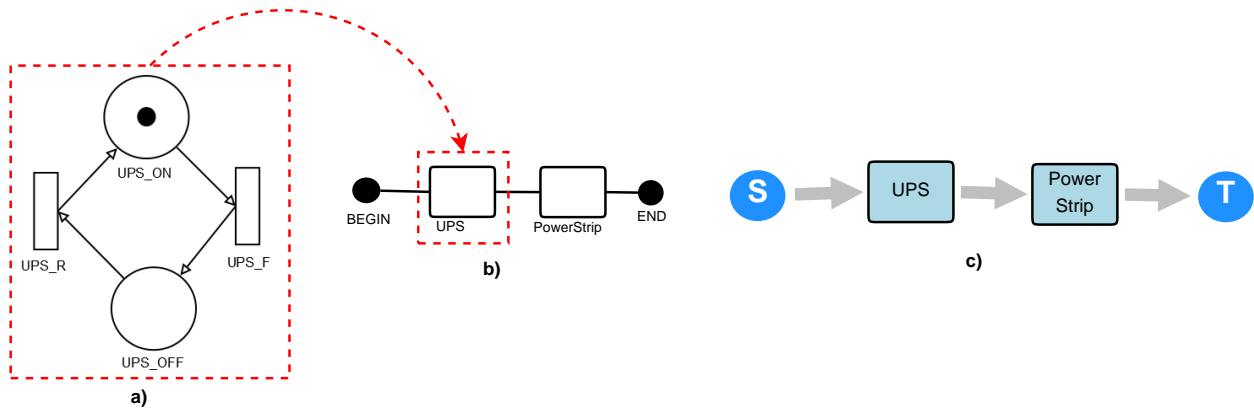 UPS_ON
UPS_R
UPS_F
UPS_OFF
a)
BEGIN
UPS
PowerStrip
END
b)
S
UPS
Power
Strip
T
c)